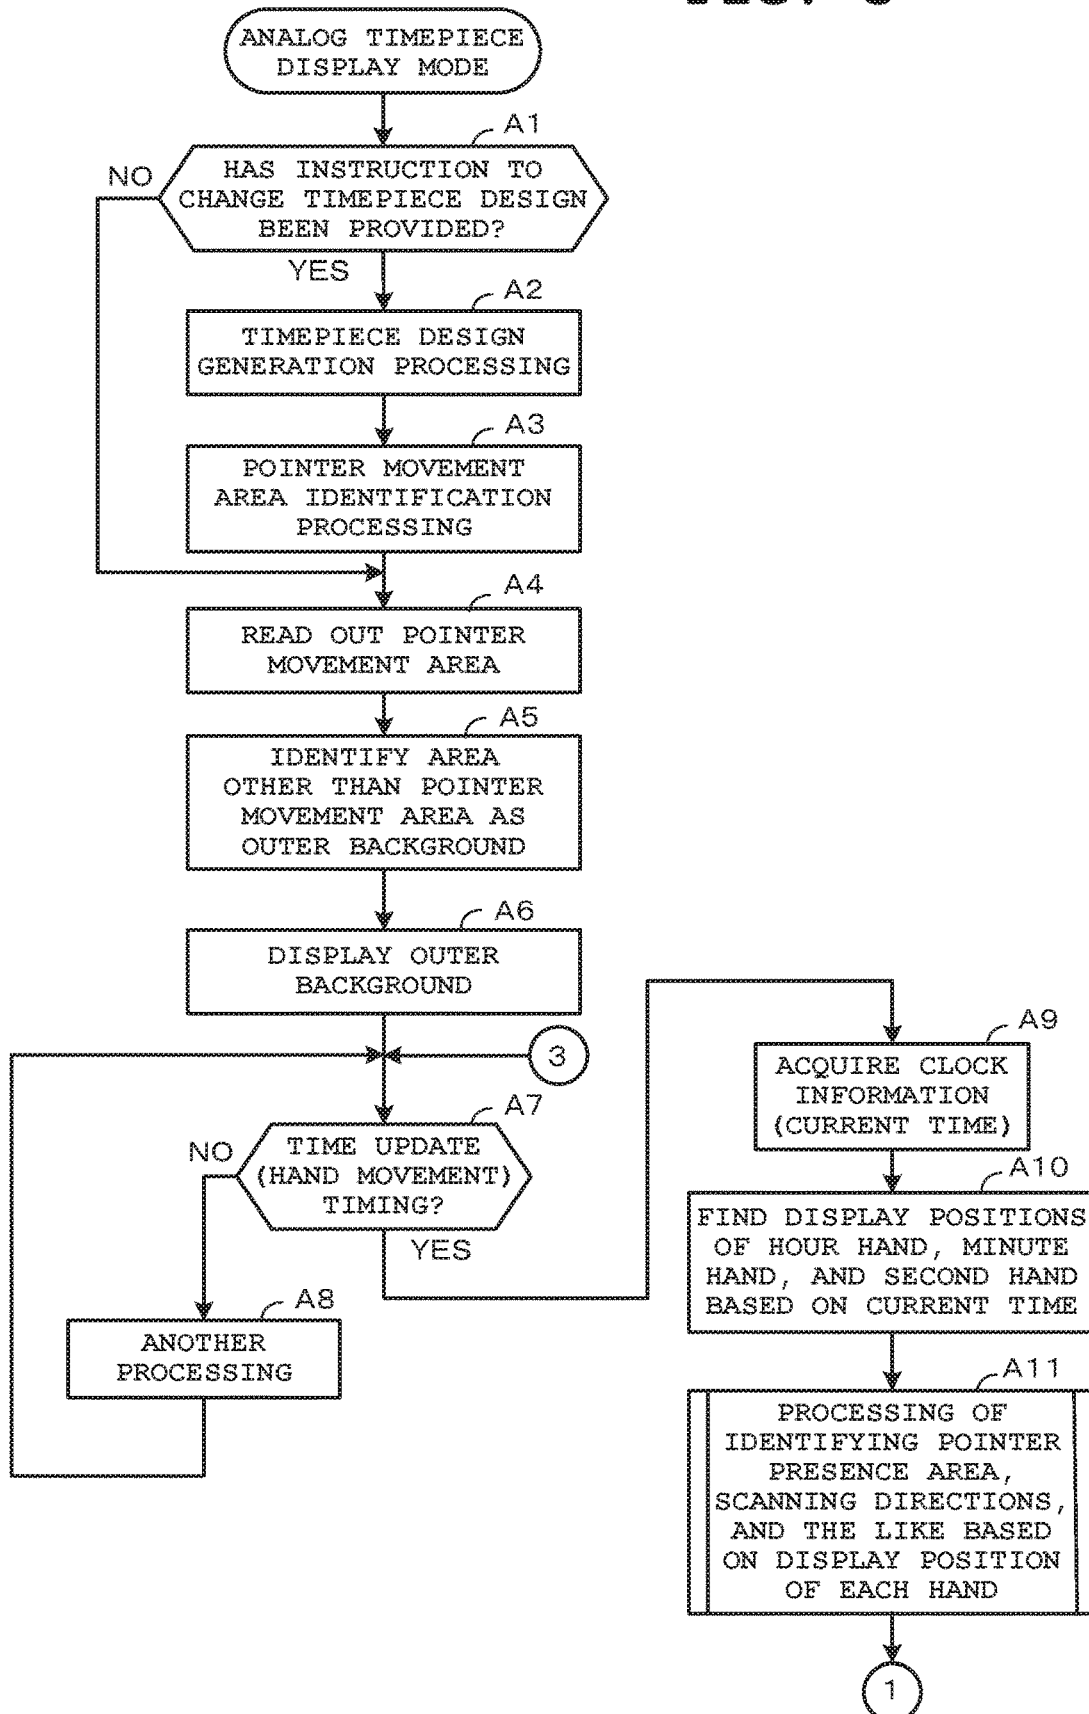 ANALOG TIMEPIECE
DISPLAY MODE
A1
HAS INSTRUCTION TO
CHANGE TIMEPIECE DESIGN
BEEN PROVIDED?
NO
YES
A2
TIMEPIECE DESIGN
GENERATION PROCESSING
A3
POINTER MOVEMENT
AREA IDENTIFICATION
PROCESSING
A4
READ OUT POINTER
MOVEMENT AREA
A5
IDENTIFY AREA
OTHER THAN POINTER
MOVEMENT AREA AS
OUTER BACKGROUND
A6
DISPLAY OUTER
BACKGROUND
3
A7
TIME UPDATE
(HAND MOVEMENT)
TIMING?
NO
YES
A8
ANOTHER
PROCESSING
A9
ACQUIRE CLOCK
INFORMATION
(CURRENT TIME)
A10
FIND DISPLAY POSITIONS
OF HOUR HAND, MINUTE
HAND, AND SECOND HAND
BASED ON CURRENT TIME
A11
PROCESSING OF
IDENTIFYING POINTER
PRESENCE AREA,
SCANNING DIRECTIONS,
AND THE LIKE BASED
ON DISPLAY POSITION
OF EACH HAND
1